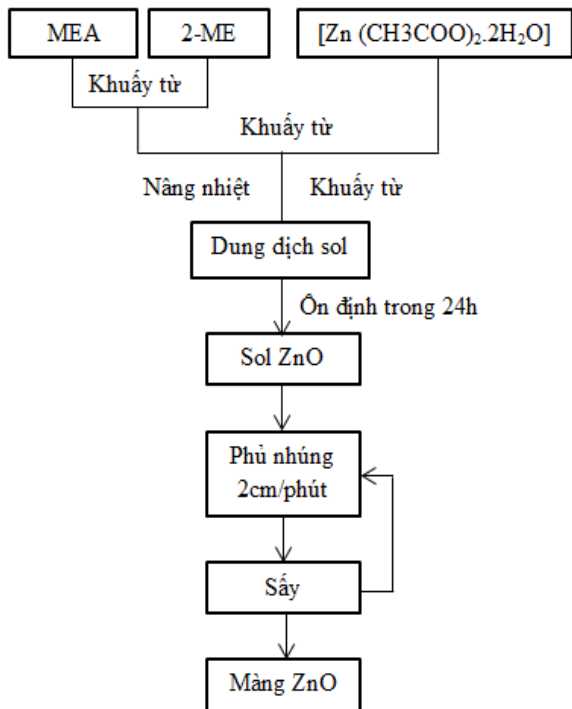 MEA
2-ME
[Zn (CH3COO)₂.2H₂O]
Khuấy từ
Khuấy từ
Nâng nhiệt
Khuấy từ
Dung dịch sol
Ôn định trong 24h
Sol ZnO
Phủ nhúng
2cm/phút
Sấy
Màng ZnO